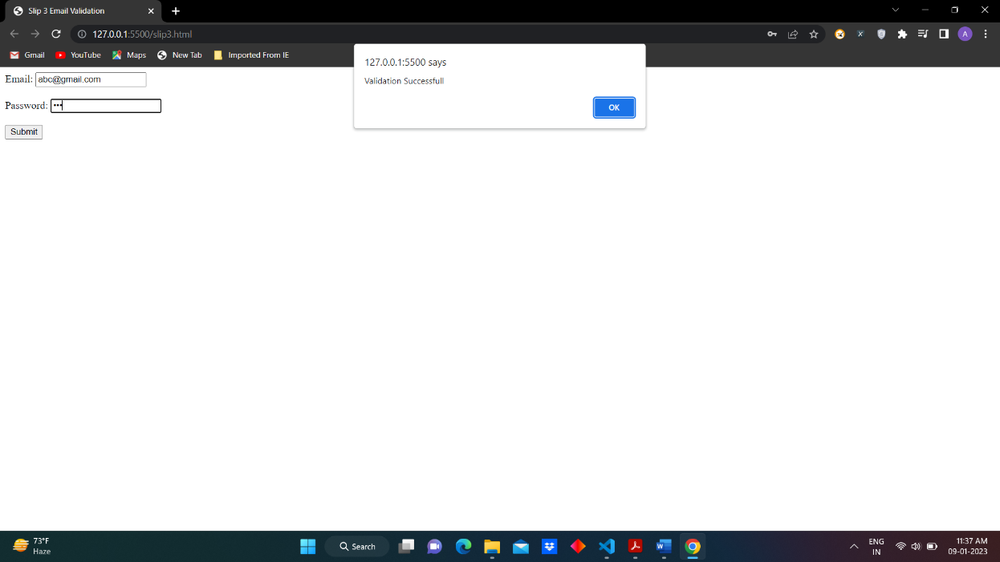 Slip 3 Email Validation
127.0.0.1:5500/slip3.html
A
Gmail
YouTube
Maps
New Tab
Imported From IE
127.0.0.1:5500 says
Validation Successfull
OK
Email: abc@gmail.com
Password: •••
Submit
73°F
Haze
Search
ENG
IN
11:37 AM
09-01-2023